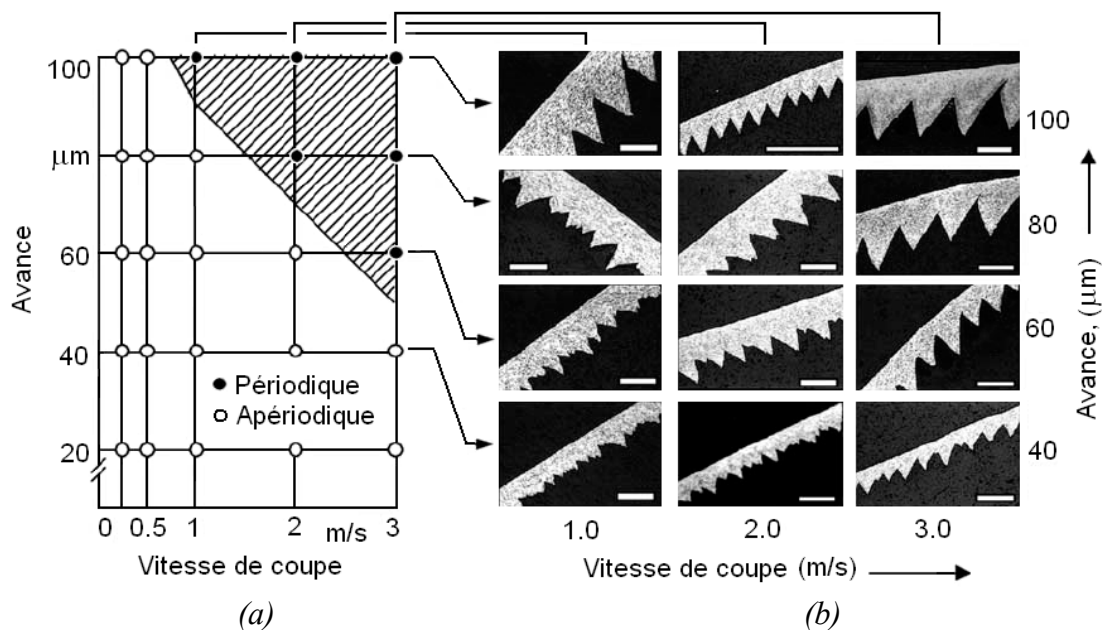 100
µm
80
60
40
20
Avance
Périodique
Apériodique
0 0.5 1 2 m/s 3
Vitesse de coupe
(a)
100
80
60
40
Avance, (µm)
1.0 2.0 3.0
Vitesse de coupe (m/s)
(b)